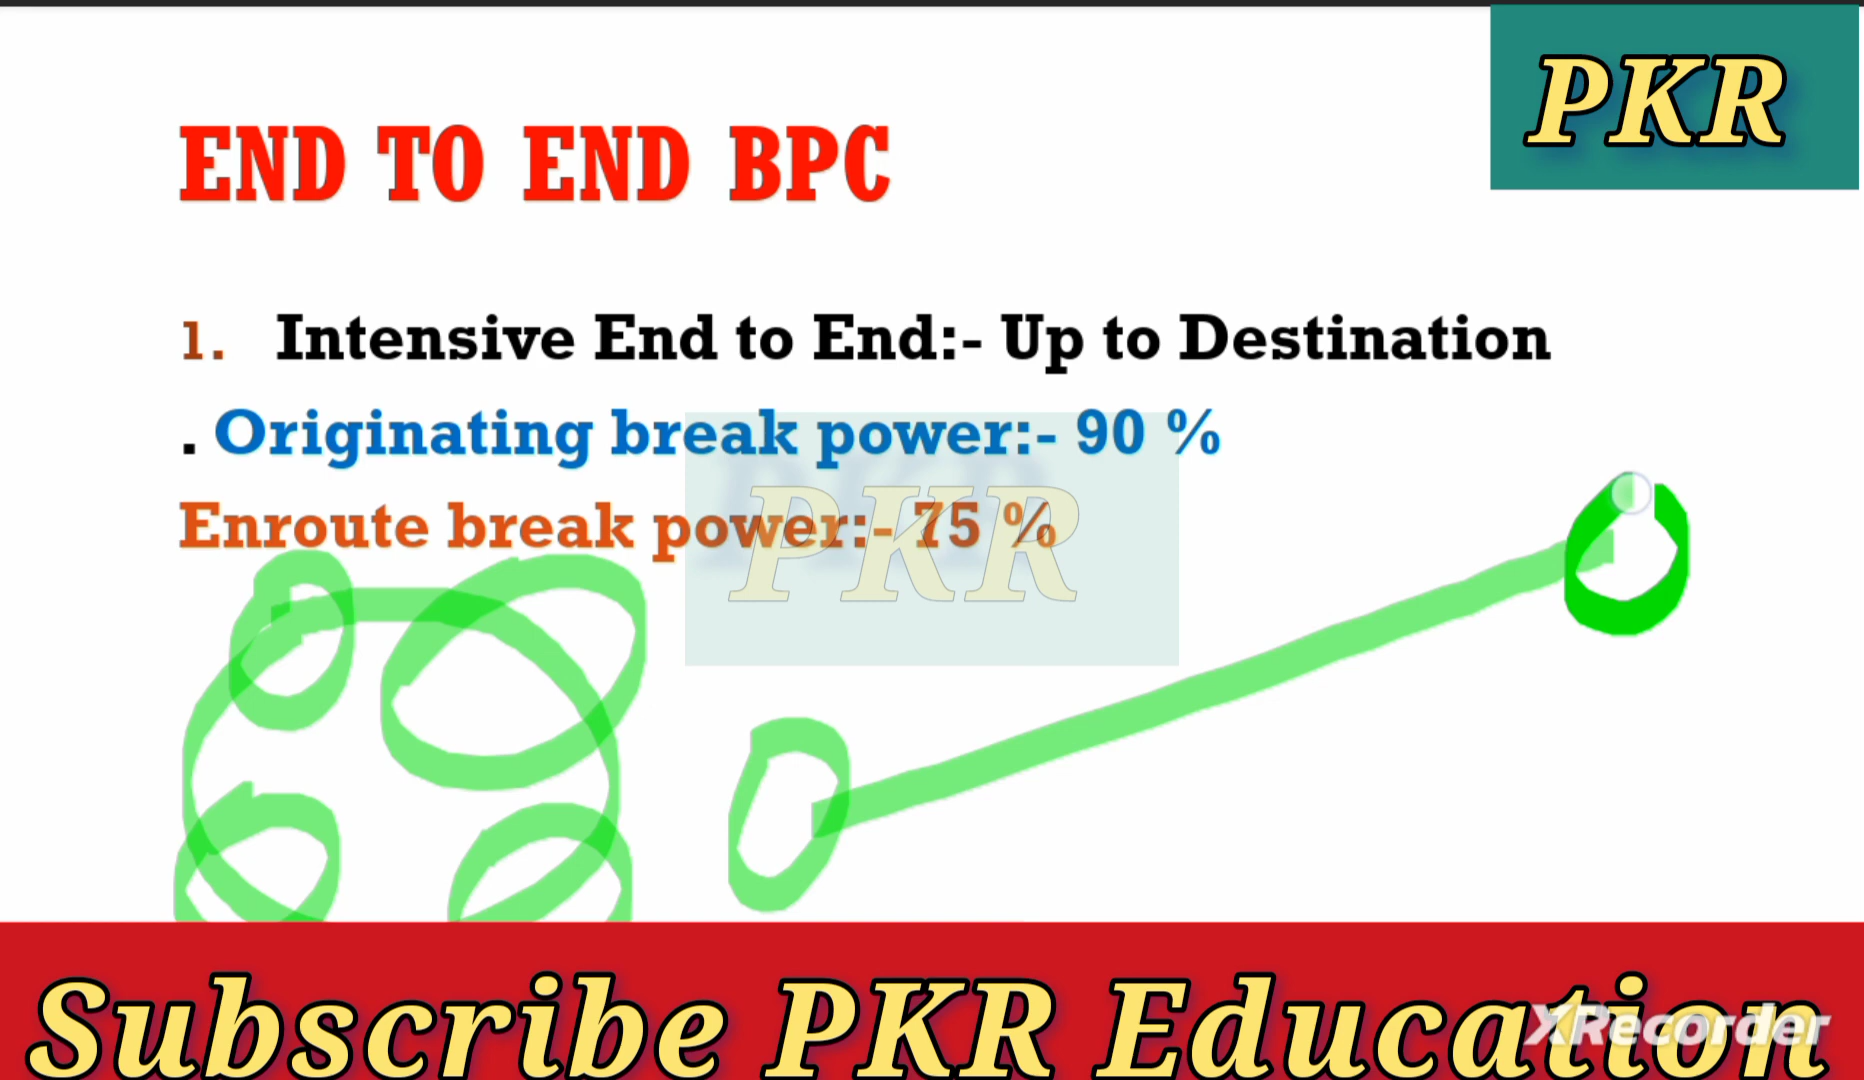 PKR
END TO END BPC
1. Intensive End to End:- Up to Destination
. Originating break power:- 90 %
Enroute break power:- 75 %
PKR
Subscribe PKR Education
XRecorder